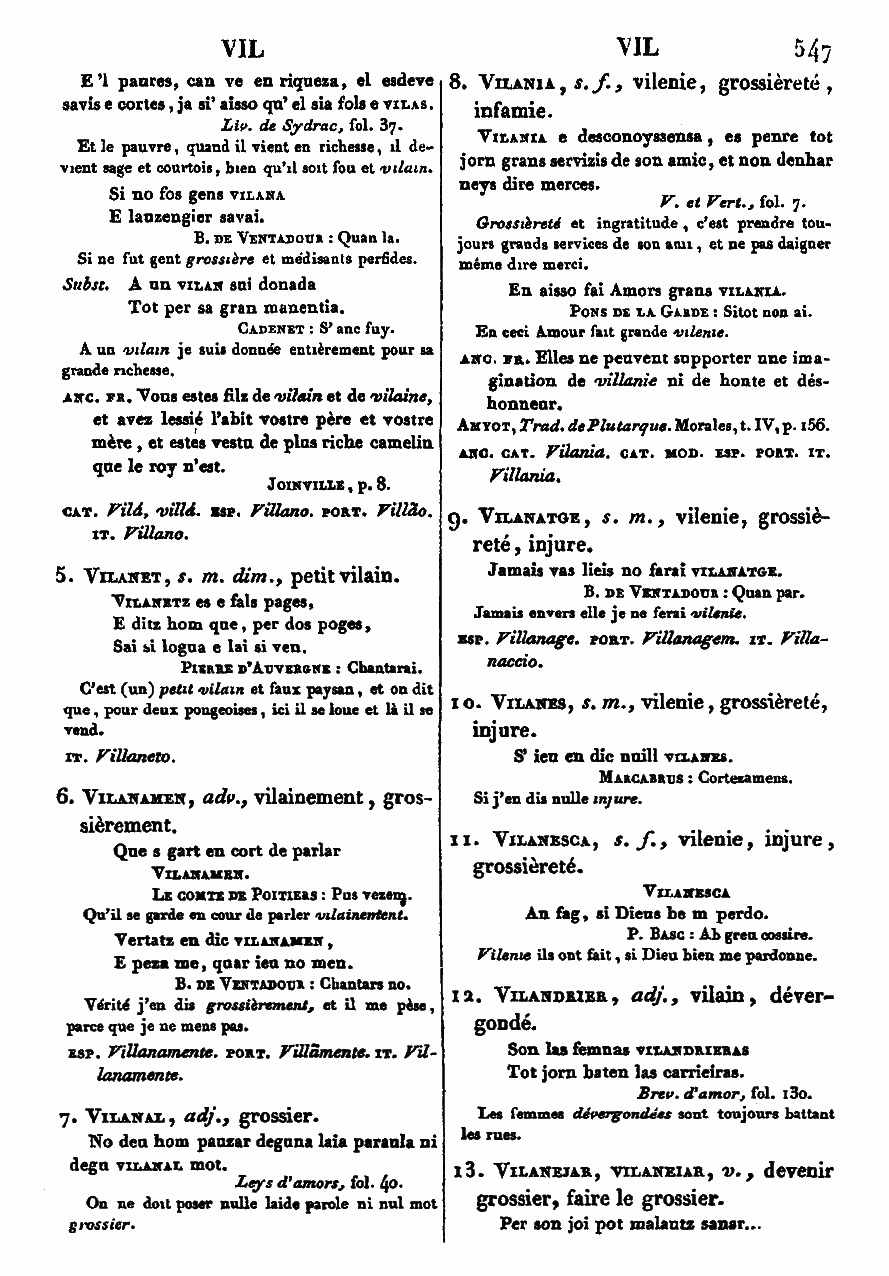 VIL
VIL 547
E 'l paures, can ve en riqueza, el esdeve
savis e cortes, ja si' aisso qu' el sia fols e VILAS.
Liv. de Sydrac, fol. 37.
Et le pauvre, quand il vient en richesse, il de-
vient sage et courtois, bien qu'il soit fou et vilain.
Si no fos gens VILANA
E lauzengier savai.
B. DE VENTADOUR : Quan la.
Si ne fut gent grossière et médisants perfides.
Subst. A un VILAN sui donada
Tot per sa gran manentia.
CADENET : S' anc fuy.
A un vilain je suis donnée entièrement pour sa
grande richesse.
ANC. FR. Vous estes filz de vilain et de vilaine,
et avez lessié l'abit vostre père et vostre
mère, et estes vestu de plus riche camelin
que le roy n'est.
JOINVILLE, p. 8.
CAT. Vilá, villá. ESP. Villano. PORT. Villão.
IT. Villano.
5. VILANET, s. m. dim., petit vilain.
VILANETZ es e fals pages,
E ditz hom que, per dos poges,
Sai si logua e lai si ven.
PIERRE D'AUVERGNE : Chantarai.
C'est (un) petit vilain et faux paysan, et on dit
que, pour deux pongeoises, ici il se loue et là il se
vend.
IT. Villaneto.
6. VILANAMEN, adv., vilainement, gros-
sièrement.
Que s gart en cort de parlar
VILANAMEN.
LE COMTE DE POITIERS : Pus vezem.
Qu'il se garde en cour de parler vilainement.
Vertatz en dic VILANAMEN,
E peza me, quar ieu no men.
B. DE VENTADOUR : Chantars no.
Vérité j'en dis grossièrement, et il me pèse,
parce que je ne mens pas.
ESP. Villanamente. PORT. Villãmente. IT. Vil-
lanamente.
7. VILANAL, adj., grossier.
No deu hom pauzar deguna laia paraula ni
degu VILANAL mot.
Leys d'amors, fol. 40.
On ne doit poser nulle laide parole ni nul mot
grossier.
8. VILANIA, s. f., vilenie, grossièreté,
infamie.
VILANIA e desconoyssensa, es penre tot
jorn grans servizis de son amic, et non denhar
neys dire merces.
V. et Vert., fol. 7.
Grossièreté et ingratitude, c'est prendre tou-
jours grands services de son ami, et ne pas daigner
même dire merci.
En aisso fai Amors grans VILANIA.
PONS DE LA GARDE : Sitot non ai.
En ceci Amour fait grande vilenie.
ANC. FR. Elles ne peuvent supporter une ima-
gination de villanie ni de honte et dés-
honneur.
AMYOT, Trad. de Plutarque. Morales, t. IV, p. 156.
ANC. CAT. Vilania. CAT. MOD. ESP. PORT. IT.
Villania.
9. VILANATGE, s. m., vilenie, grossiè-
reté, injure.
Jamais vas lieis no farai VILANATGE.
B. DE VENTADOUR : Quan par.
Jamais envers elle je ne ferai vilenie.
ESP. Villanage. PORT. Villanagem. IT. Villa-
naccio.
10. VILANES, s. m., vilenie, grossièreté,
injure.
S' ieu en dic nuill VILANES.
MARCABRUS : Cortezamens.
Si j'en dis nulle injure.
11. VILANESCA, s. f., vilenie, injure,
grossièreté.
VILANESCA
An fag, si Dieus be m perdo.
P. BASC : Ab greu cossire.
Vilenie ils ont fait, si Dieu bien me pardonne.
12. VILANDRIER, adj., vilain, déver-
gondé.
Son las femnas VILANDRIERAS
Tot jorn baten las carrieiras.
Brev. d'amor, fol. 130.
Les femmes dévergondées sont toujours battant
les rues.
13. VILANEJAR, VILANEIAR, v., devenir
grossier, faire le grossier.
Per son joi pot malautz sanar...